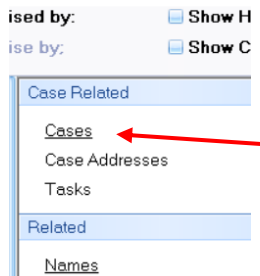 ised by: Show H
ise by: Show C
Case Related
Cases
Case Addresses
Tasks
Related
Names